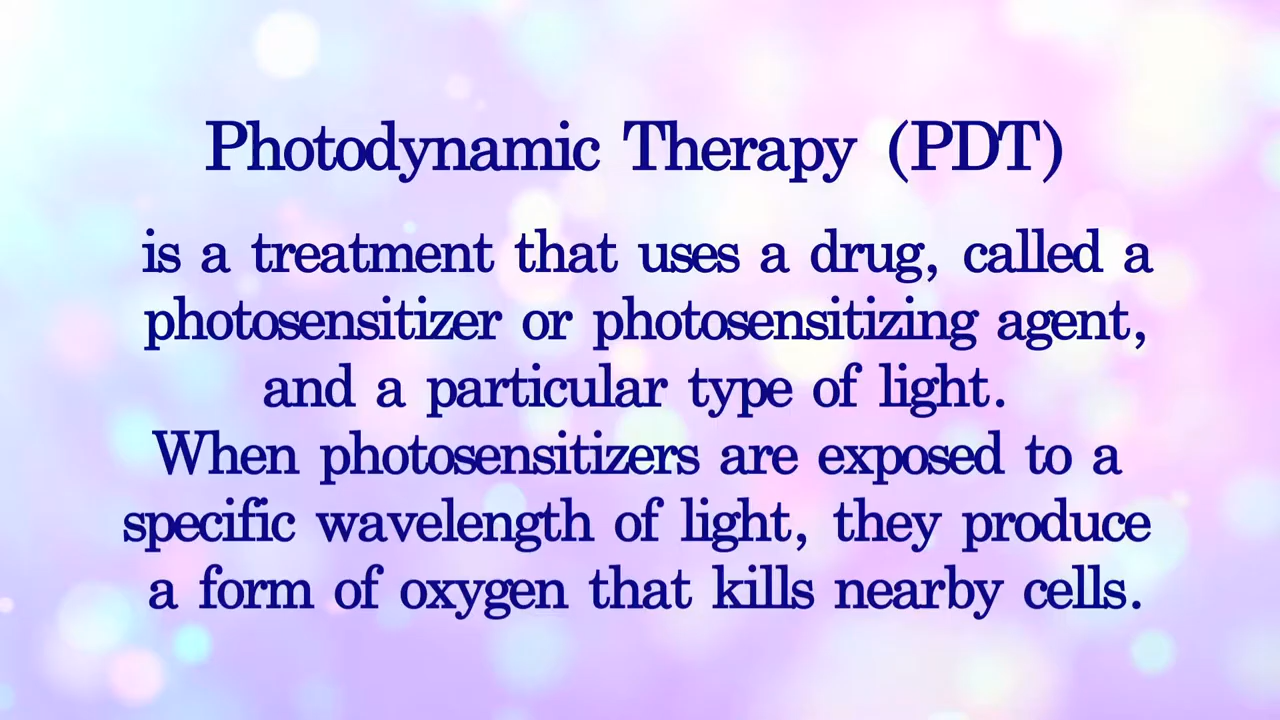 Photodynamic Therapy (PDT)
is a treatment that uses a drug, called a
photosensitizer or photosensitizing agent,
and a particular type of light.
When photosensitizers are exposed to a
specific wavelength of light, they produce
a form of oxygen that kills nearby cells.